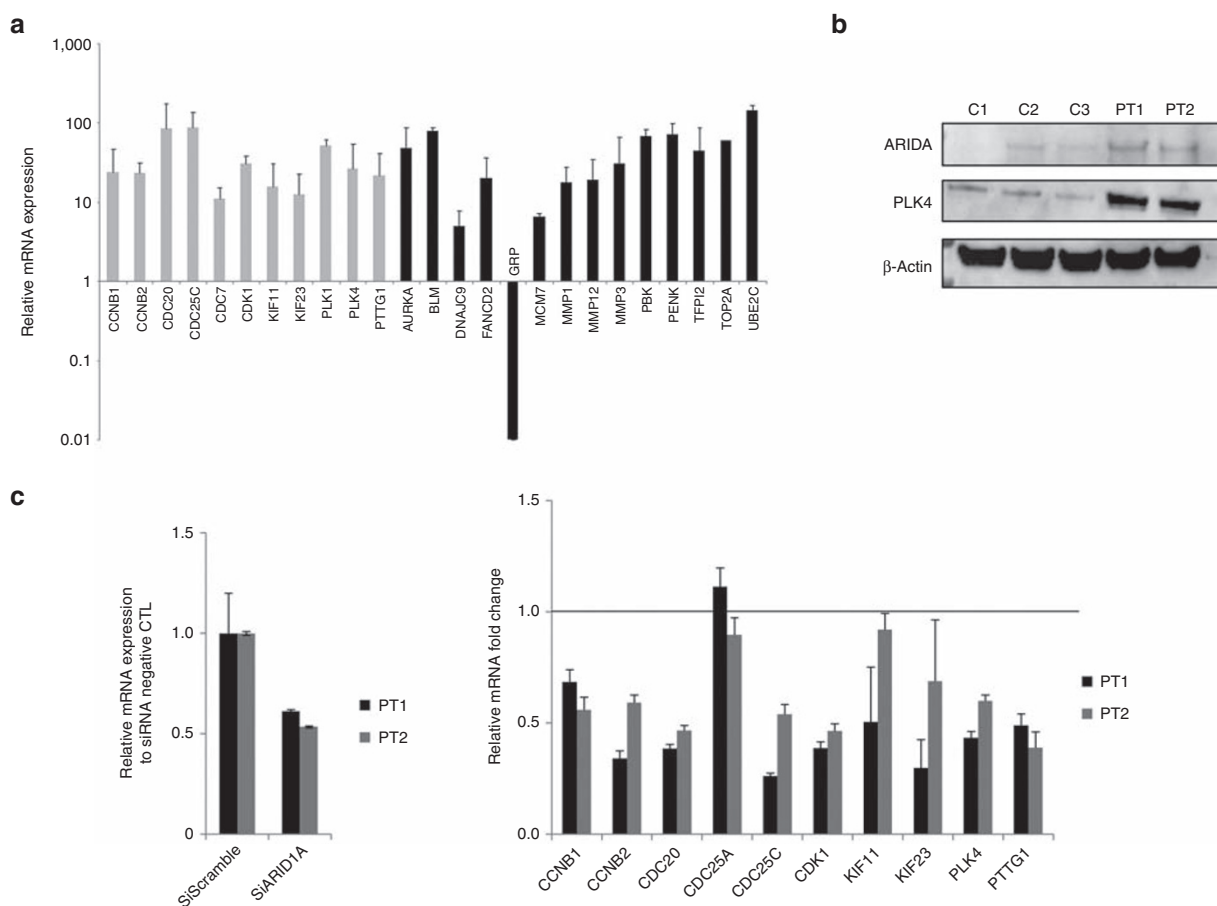 a
Relative mRNA expression
1,000
100
10
1
0.1
0.01
CCNB1
CCNB2
CDC20
CDC25C
CDC7
CDK1
KIF11
KIF23
PLK1
PLK4
PTTG1
AURKA
BLM
DNAJC9
FANCD2
GRP
MCM7
MMP1
MMP12
MMP3
PBK
PENK
TFPI2
TOP2A
UBE2C
b
C1 C2 C3 PT1 PT2
ARIDA
PLK4
β-Actin
c
Relative mRNA expression
to siRNA negative CTL
1.5
1.0
0.5
0
SiScramble
SiARID1A
PT1
PT2
Relative mRNA fold change
1.5
1.0
0.5
0.0
CCNB1
CCNB2
CDC20
CDC25A
CDC25C
CDK1
KIF11
KIF23
PLK4
PTTG1
PT1
PT2